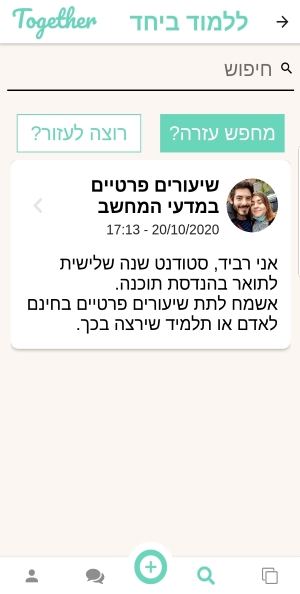 ללמוד ביחד
Together
חיפוש
מחפש עזרה?
רוצה לעזור?
שיעורים פרטיים
במדעי המחשב
20/10/2020 - 17:13
אני רביד, סטודנט שנה שלישית
לתואר בהנדסת תוכנה.
אשמח לתת שיעורים פרטיים בחינם
לאדם או תלמיד שירצה בכך.